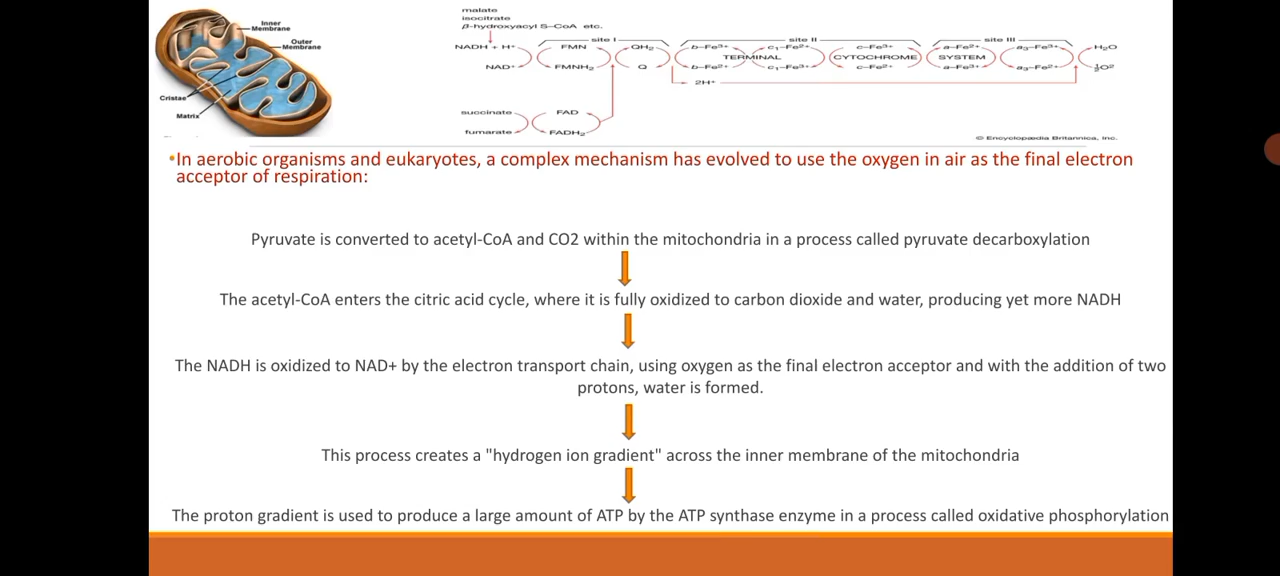 Inner
Membrane
Outer
Membrane
Cristae
Matrix
malate
isocitrate
β-hydroxyacyl S-CoA etc.
site I
site II
site III
NADH + H⁺
FMN
QH₂
b-Fe³⁺
c₁-Fe²⁺
c-Fe³⁺
a-Fe²⁺
a₃-Fe³⁺
H₂O
TERMINAL
CYTOCHROME
SYSTEM
NAD⁺
FMNH₂
Q
b-Fe²⁺
c₁-Fe³⁺
c-Fe²⁺
a-Fe³⁺
a₃-Fe²⁺
2H⁺
succinate
FAD
fumarate
FADH₂
© Encyclopædia Britannica, Inc.
•In aerobic organisms and eukaryotes, a complex mechanism has evolved to use the oxygen in air as the final electron
acceptor of respiration:
Pyruvate is converted to acetyl-CoA and CO2 within the mitochondria in a process called pyruvate decarboxylation
The acetyl-CoA enters the citric acid cycle, where it is fully oxidized to carbon dioxide and water, producing yet more NADH
The NADH is oxidized to NAD+ by the electron transport chain, using oxygen as the final electron acceptor and with the addition of two
protons, water is formed.
This process creates a "hydrogen ion gradient" across the inner membrane of the mitochondria
The proton gradient is used to produce a large amount of ATP by the ATP synthase enzyme in a process called oxidative phosphorylation